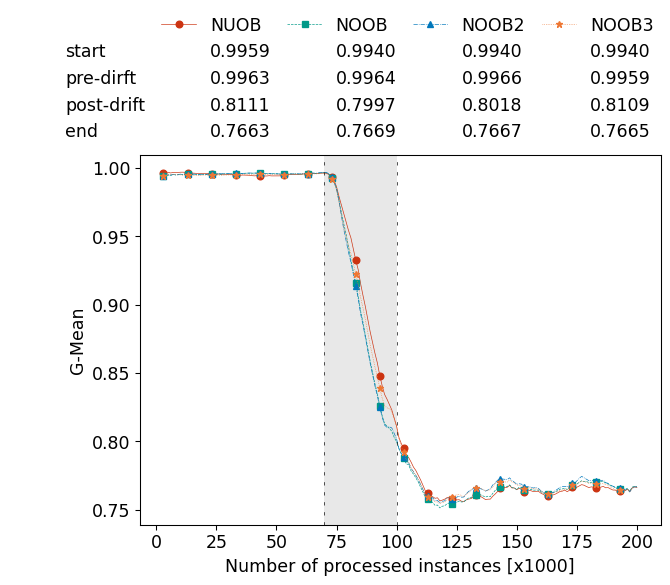 NUOB NOOB NOOB2 NOOB3
start 0.9959 0.9940 0.9940 0.9940
pre-dirft 0.9963 0.9964 0.9966 0.9959
post-drift 0.8111 0.7997 0.8018 0.8109
end 0.7663 0.7669 0.7667 0.7665
1.00
0.95
0.90
0.85
0.80
0.75
G-Mean
0 25 50 75 100 125 150 175 200
Number of processed instances [x1000]